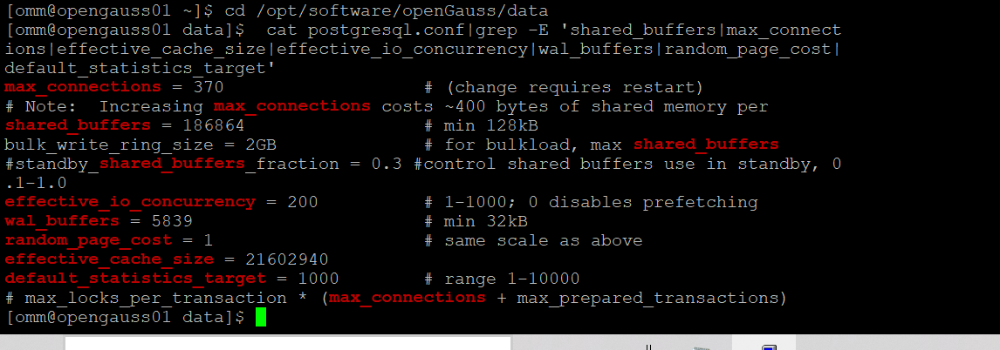 [omm@opengauss01 ~]$ cd /opt/software/openGauss/data
[omm@opengauss01 data]$  cat postgresql.conf|grep -E 'shared_buffers|max_connect
ions|effective_cache_size|effective_io_concurrency|wal_buffers|random_page_cost|
default_statistics_target'
max_connections = 370                   # (change requires restart)
# Note:  Increasing max_connections costs ~400 bytes of shared memory per
shared_buffers = 186864                 # min 128kB
bulk_write_ring_size = 2GB              # for bulkload, max shared_buffers
#standby_shared_buffers_fraction = 0.3 #control shared buffers use in standby, 0
.1-1.0
effective_io_concurrency = 200          # 1-1000; 0 disables prefetching
wal_buffers = 5839                      # min 32kB
random_page_cost = 1                    # same scale as above
effective_cache_size = 21602940
default_statistics_target = 1000        # range 1-10000
# max_locks_per_transaction * (max_connections + max_prepared_transactions)
[omm@opengauss01 data]$